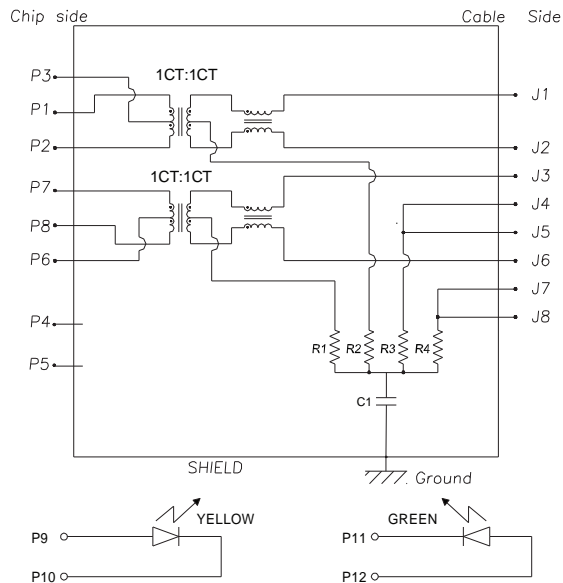 Chip side
Cable Side
P3
1CT:1CT
P1
J1
P2
J2
1CT:1CT
P7
J3
J4
P8
J5
P6
J6
J7
P4
J8
R1
R2
R3
R4
P5
C1
SHIELD
Ground
YELLOW
GREEN
P9
P11
P10
P12